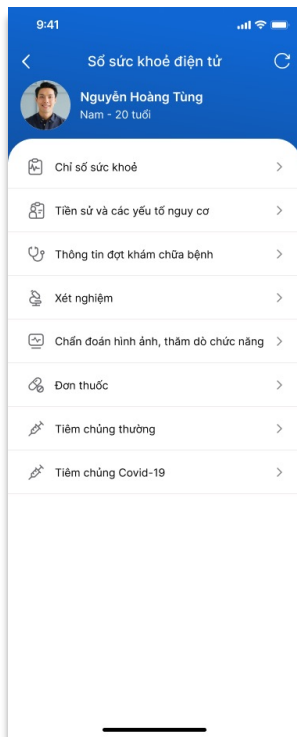 9:41
Sổ sức khoẻ điện tử
Nguyễn Hoàng Tùng
Nam - 20 tuổi
Chỉ số sức khoẻ
Tiền sử và các yếu tố nguy cơ
Thông tin đợt khám chữa bệnh
Xét nghiệm
Chẩn đoán hình ảnh, thăm dò chức năng
Đơn thuốc
Tiêm chủng thường
Tiêm chủng Covid-19